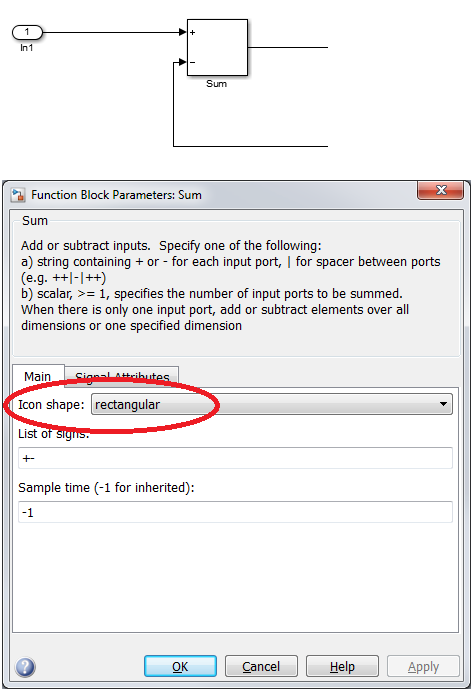 1
In1
+
−
Sum
Function Block Parameters: Sum
Sum
Add or subtract inputs.  Specify one of the following:
a) string containing + or - for each input port, | for spacer between ports
(e.g. ++|-|++)
b) scalar, >= 1, specifies the number of input ports to be summed.
When there is only one input port, add or subtract elements over all
dimensions or one specified dimension
Main Signal Attributes
Icon shape: rectangular
List of signs:
+-
Sample time (-1 for inherited):
-1
? OK Cancel Help Apply